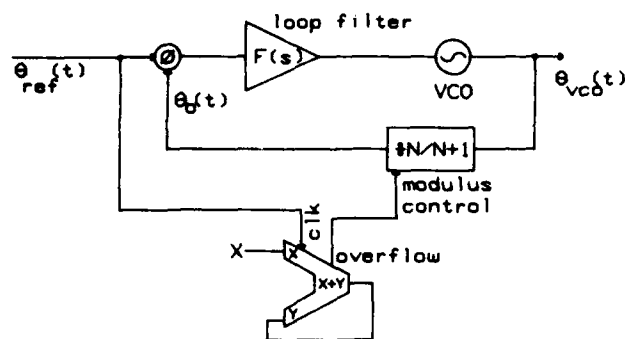 loop filter
Ø
F(s)
θref(t)
θo(t)
VCO
θvco(t)
÷N/N+1
modulus
control
clk
X
X
overflow
X+Y
Y